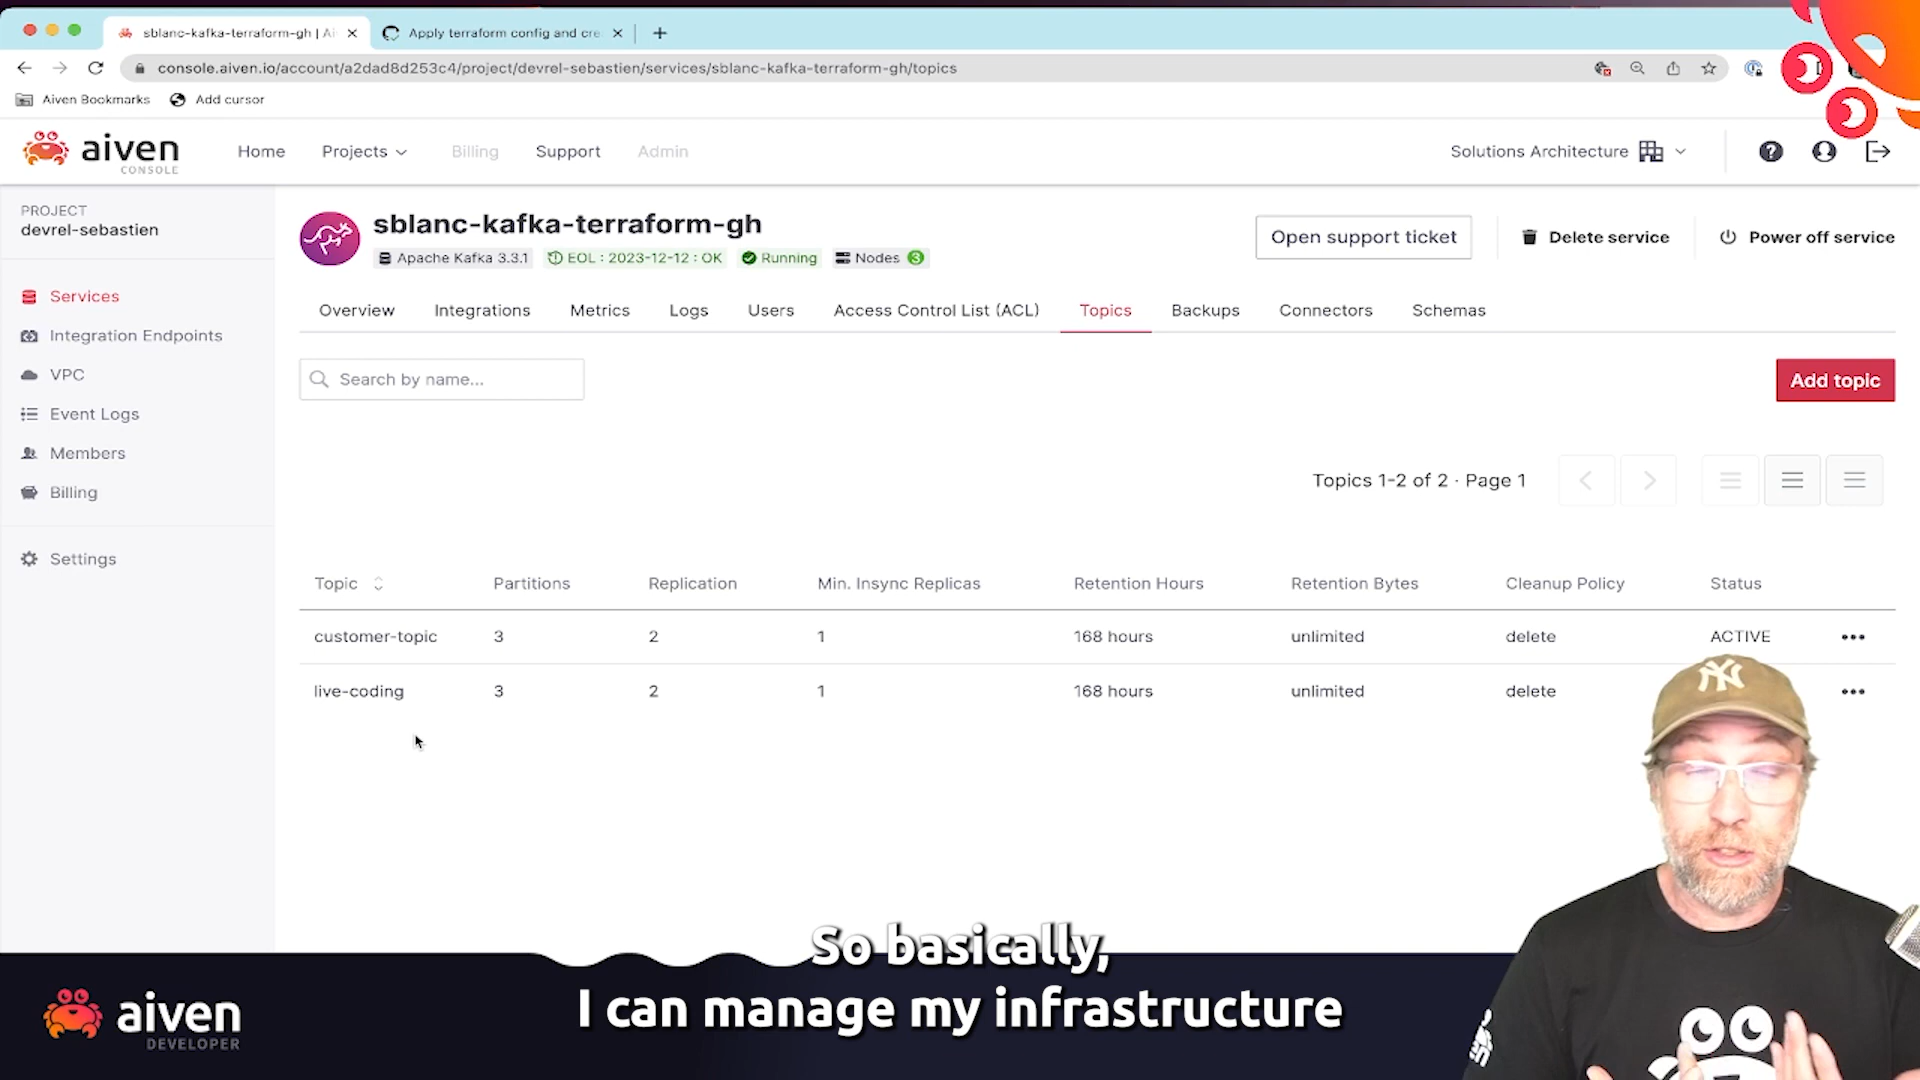 sblanc-kafka-terraform-gh | Ai
Apply terraform config and cre
console.aiven.io/account/a2dad8d253c4/project/devrel-sebastien/services/sblanc-kafka-terraform-gh/topics
Aiven Bookmarks Add cursor
aiven
CONSOLE
Home Projects Billing Support Admin
Solutions Architecture
PROJECT
devrel-sebastien
Services
Integration Endpoints
VPC
Event Logs
Members
Billing
Settings
sblanc-kafka-terraform-gh
Apache Kafka 3.3.1 EOL : 2023-12-12 : OK Running Nodes 3
Open support ticket Delete service Power off service
Overview Integrations Metrics Logs Users Access Control List (ACL) Topics Backups Connectors Schemas
Search by name...
Add topic
Topics 1-2 of 2 · Page 1
Topic Partitions Replication Min. Insync Replicas Retention Hours Retention Bytes Cleanup Policy Status
customer-topic 3 2 1 168 hours unlimited delete ACTIVE
live-coding 3 2 1 168 hours unlimited delete
NY
So basically,
I can manage my infrastructure
aiven
DEVELOPER